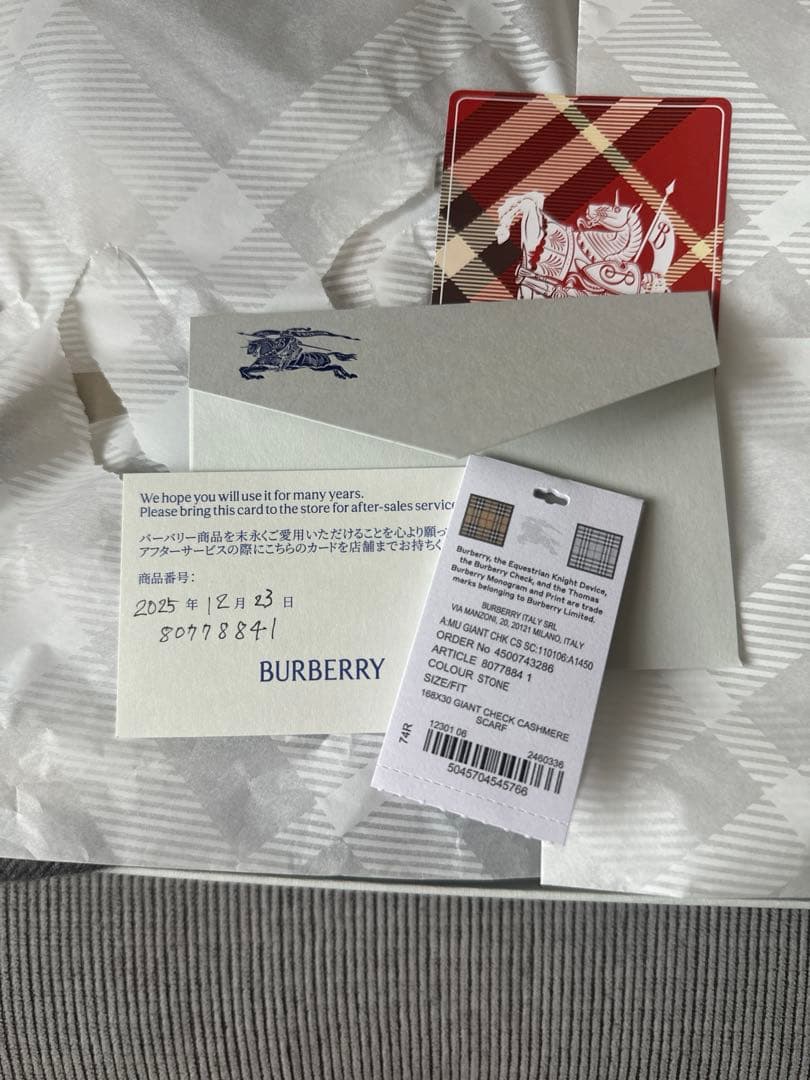 We hope you will use it for many years.
Please bring this card to the store for after-sales service
バーバリー商品を末永くご愛用いただけることを心より願っ
アフターサービスの際にこちらのカードを店舗までお持ちく
商品番号:
2025 年 12 月 23 日
80778841
BURBERRY
Burberry, the Equestrian Knight Device,
the Burberry Check, and the Thomas
Burberry Monogram and Print are trade
marks belonging to Burberry Limited.
BURBERRY ITALY SRL
VIA MANZONI, 20, 20121 MILANO, ITALY
A:MU GIANT CHK CS SC:110106:A1450
ORDER No 4500743286
ARTICLE 8077884 1
COLOUR STONE
SIZE/FIT
168X30 GIANT CHECK CASHMERE
SCARF
74R
12301 06 2460336
5045704545766
B